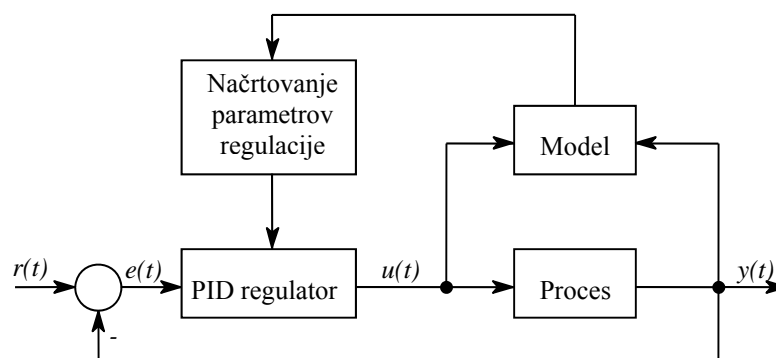 Načrtovanje
parametrov
regulacije
Model
r(t)
e(t)
PID regulator
u(t)
Proces
y(t)
-